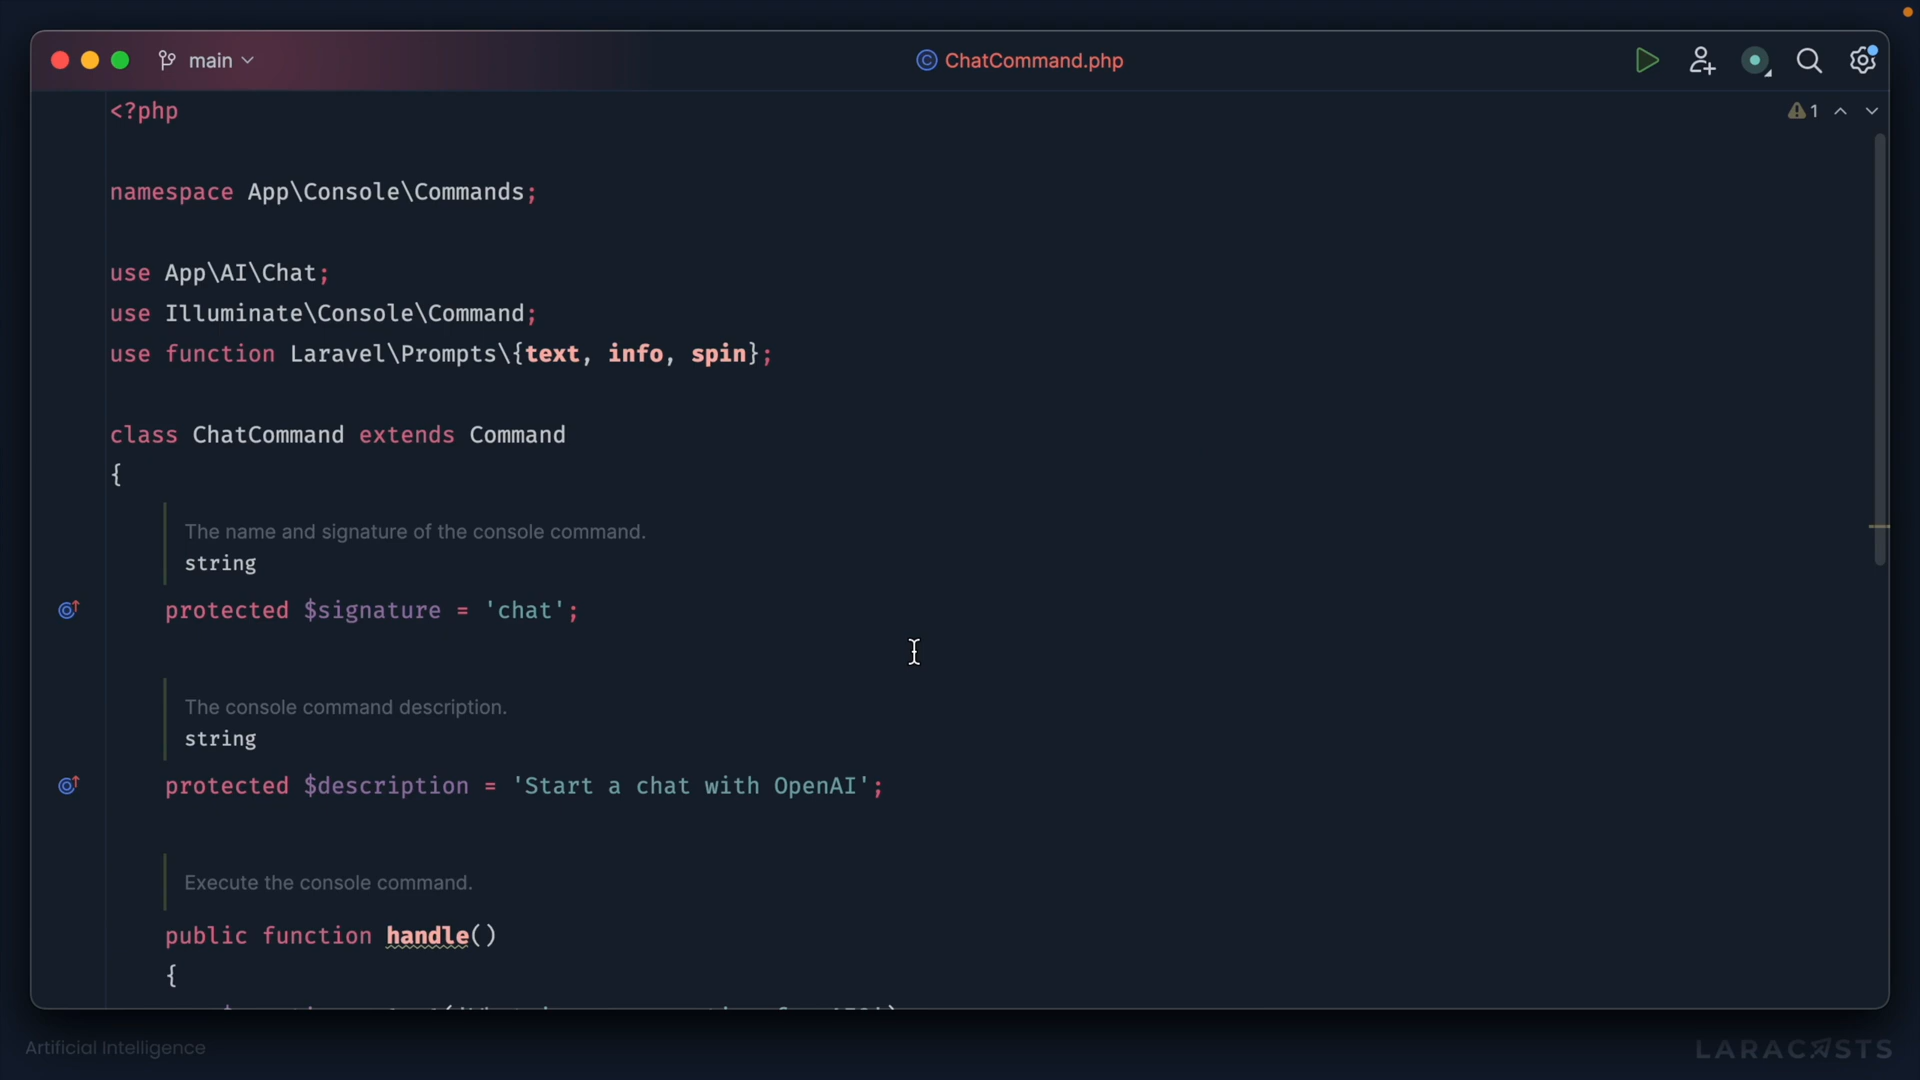 main
ChatCommand.php
<?php
1
namespace App\Console\Commands;
use App\AI\Chat;
use Illuminate\Console\Command;
use function Laravel\Prompts\{text, info, spin};
class ChatCommand extends Command
{
The name and signature of the console command.
string
protected $signature = 'chat';
The console command description.
string
protected $description = 'Start a chat with OpenAI';
Execute the console command.
public function handle()
{
Artificial Intelligence
LARACASTS